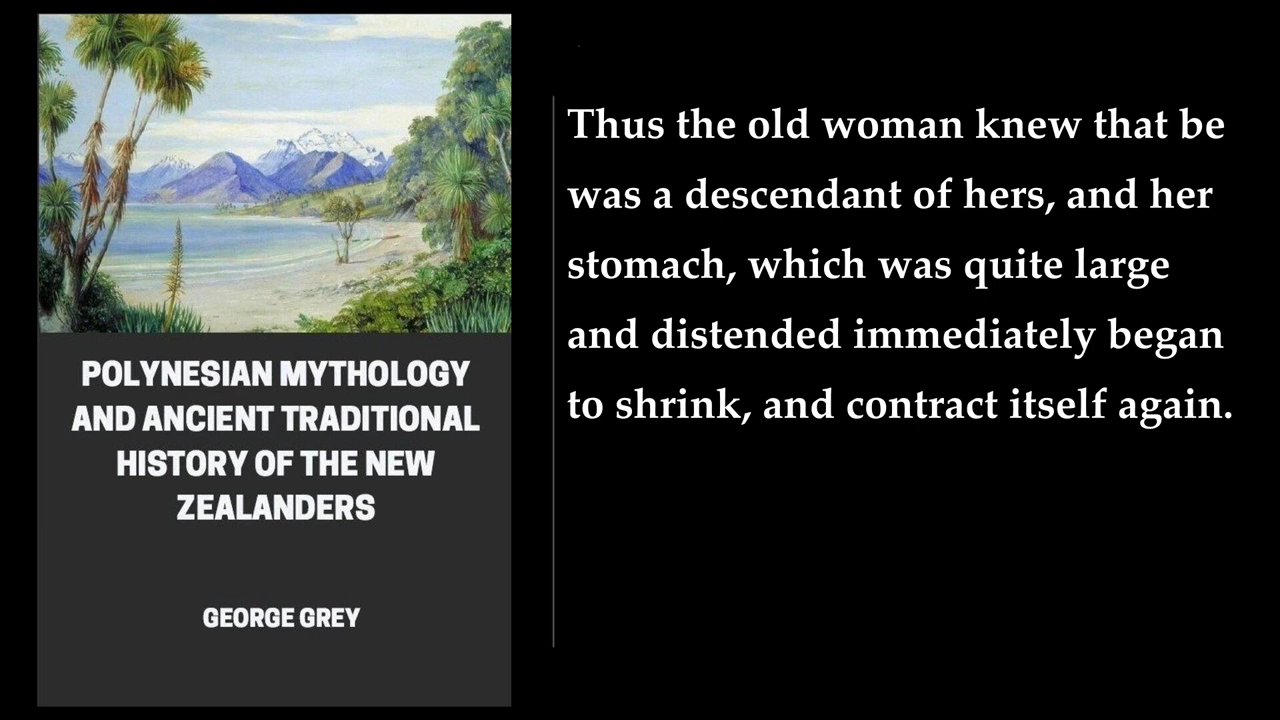 POLYNESIAN MYTHOLOGY
AND ANCIENT TRADITIONAL
HISTORY OF THE NEW
ZEALANDERS
GEORGE GREY
Thus the old woman knew that be
was a descendant of hers, and her
stomach, which was quite large
and distended immediately began
to shrink, and contract itself again.